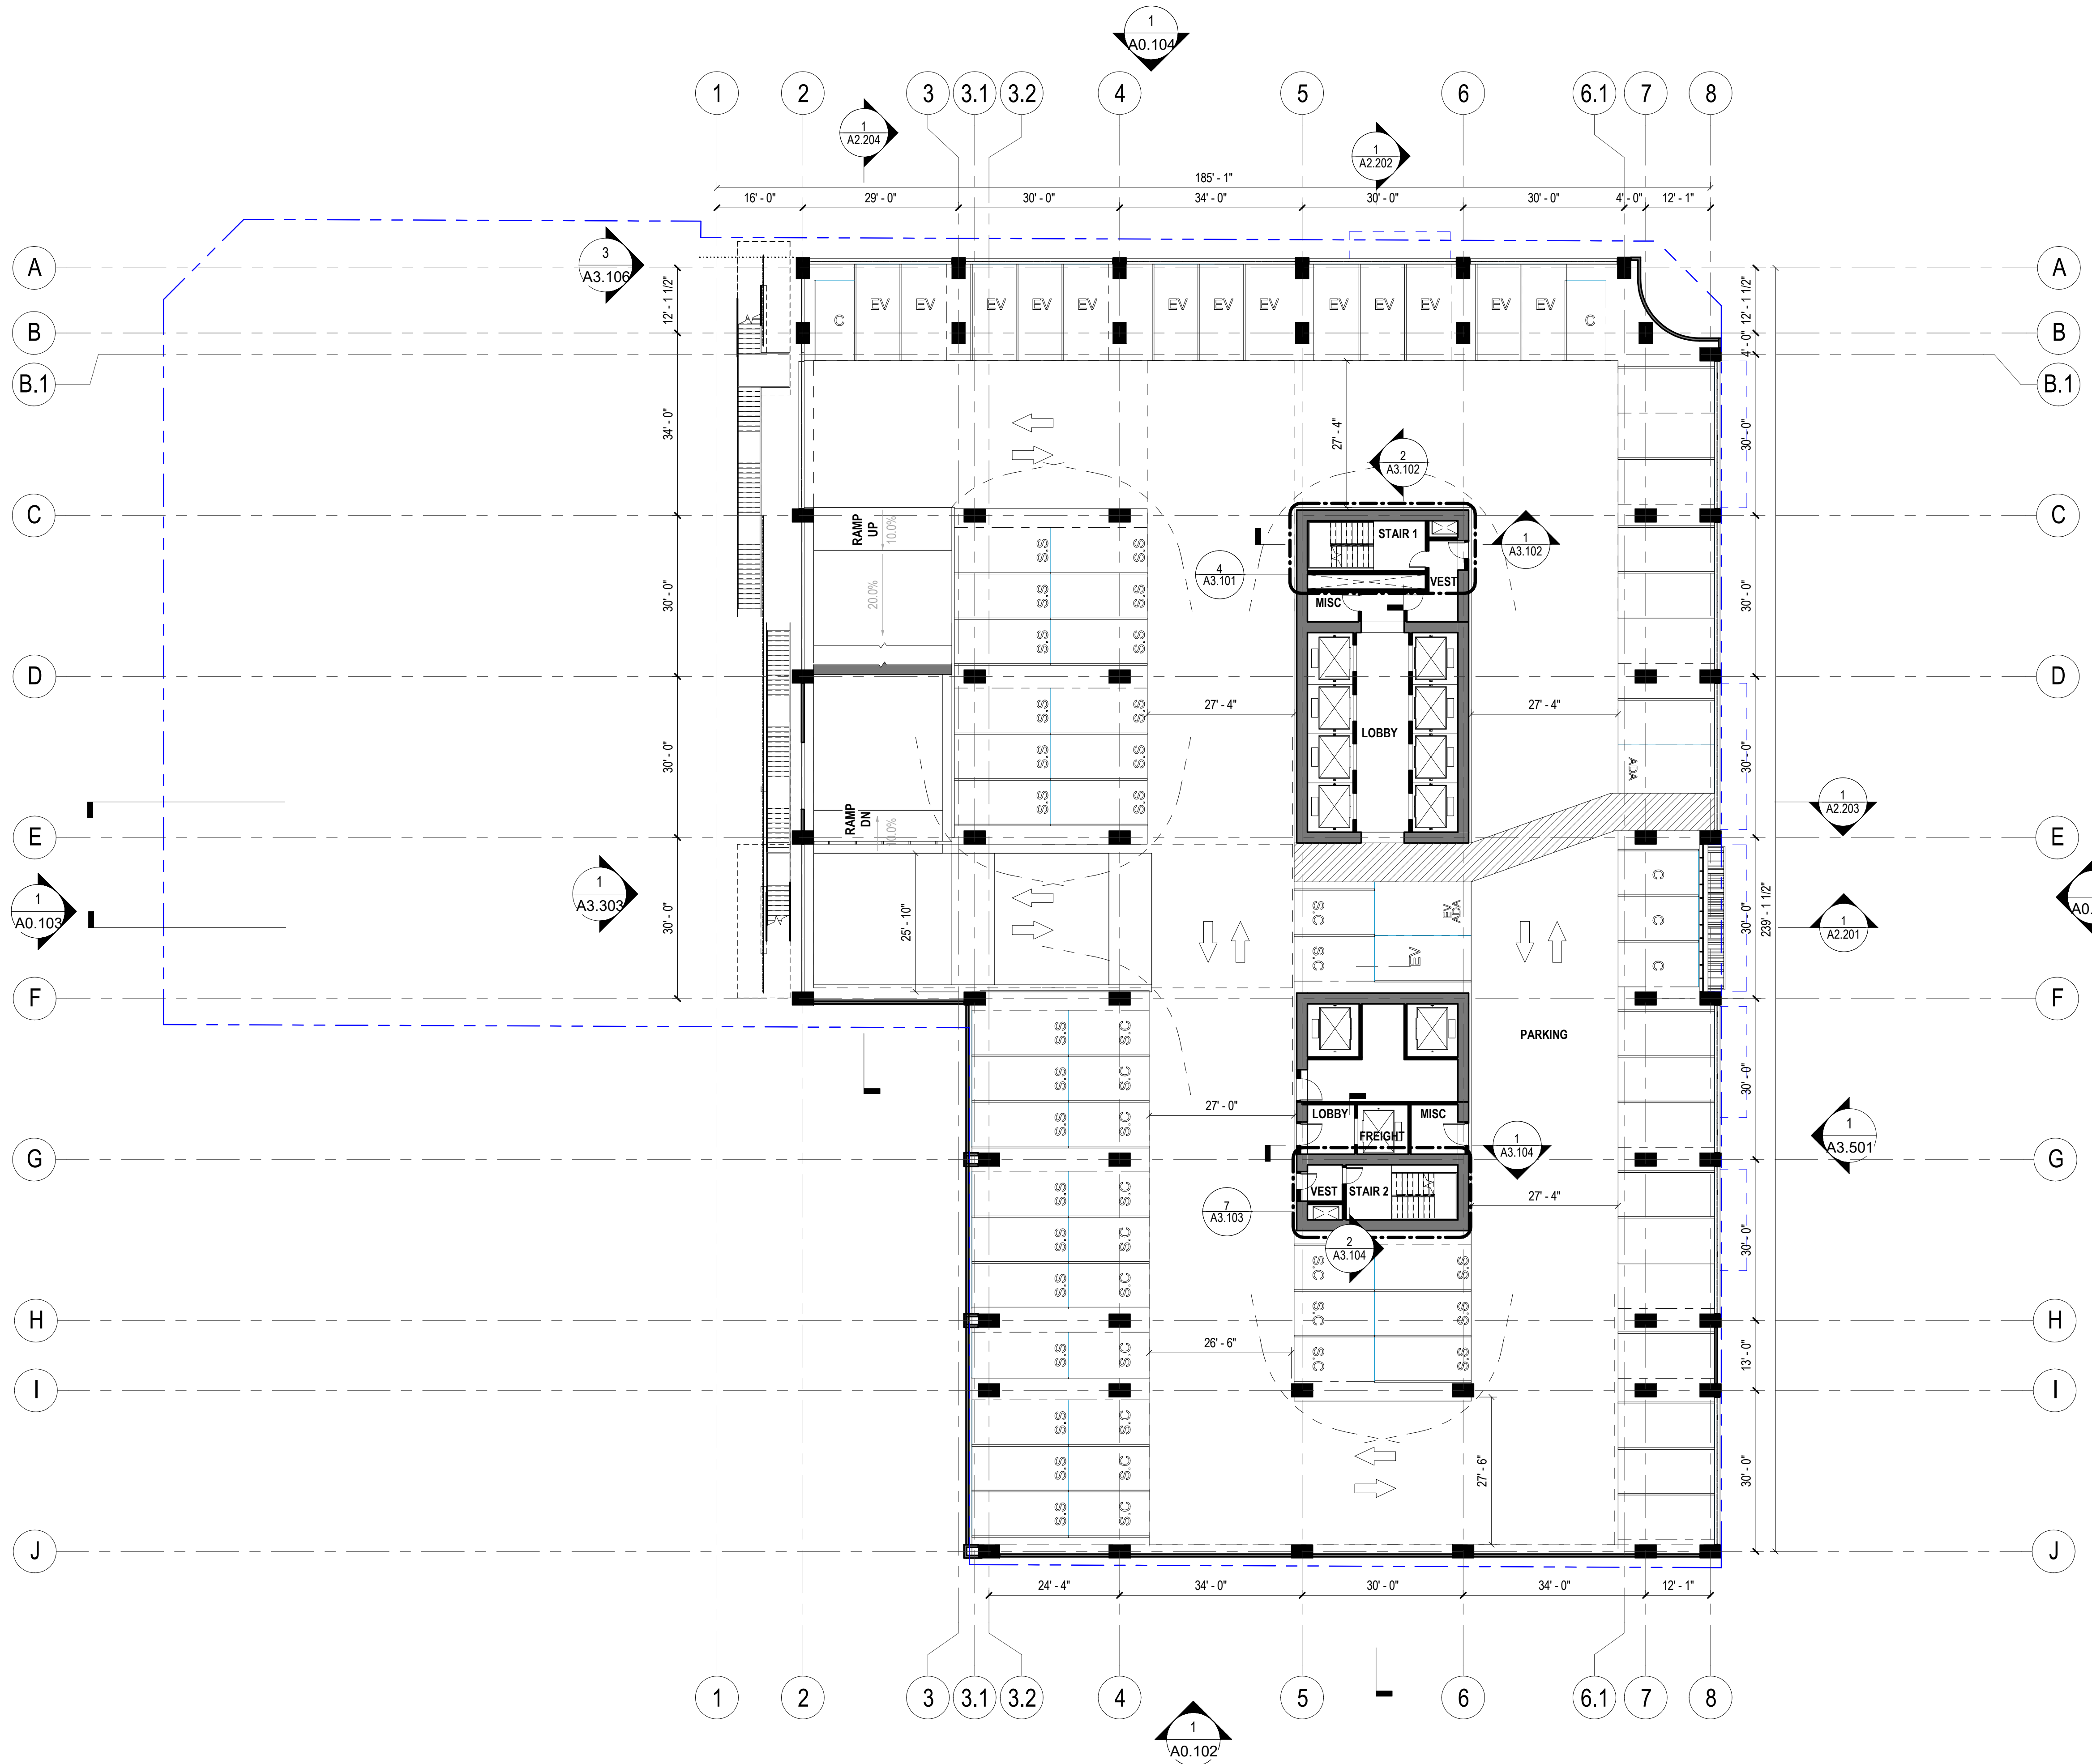 1
A0.104
1 2 3 3.1 3.2 4 5 6 6.1 7 8
1
A2.204
1
A2.202
185' - 1"
16' - 0" 29' - 0" 30' - 0" 34' - 0" 30' - 0" 30' - 0" 4' - 0" 12' - 1"
3
A3.106
A A
12' - 1 1/2" 12' - 1 1/2"
C EV EV EV EV EV EV EV EV EV EV EV EV EV C
B B
4' - 0"
B.1 B.1
34' - 0" 27' - 4" 30' - 0"
2
A3.102
C C
RAMP
UP
10.0%
20.0%
S.S S.S
S.S S.S
S.S S.S
STAIR 1
VEST
MISC
1
A3.102
4
A3.101
30' - 0" 30' - 0"
D D
27' - 4" 27' - 4"
S.S S.S
S.S S.S
S.S S.S
LOBBY
30' - 0" 30' - 0"
ADA
RAMP
DN
10.0%
1
A2.203
E E
1
A3.303
1
A0.103
30' - 0"
25' - 10"
S.C
S.C
EV
ADA
EV
C
C
C
30' - 0"
239' - 1 1/2"
1
A2.201
1
A0.
F F
S.S S.C
S.S S.C
S.S S.C
PARKING
30' - 0"
27' - 0"
LOBBY
FREIGHT
MISC
1
A3.104
1
A3.501
G G
S.S S.C
S.S S.C
S.S S.C
VEST
STAIR 2
27' - 4"
7
A3.103
2
A3.104
30' - 0"
S.C S.S
S.C S.S
S.C S.S
H H
S.S S.C
26' - 6"
13' - 0"
I I
S.S S.C
S.S S.C
S.S S.C
27' - 6"
30' - 0"
J J
24' - 4" 34' - 0" 30' - 0" 34' - 0" 12' - 1"
1 2 3 3.1 3.2 4 5 6 6.1 7 8
1
A0.102